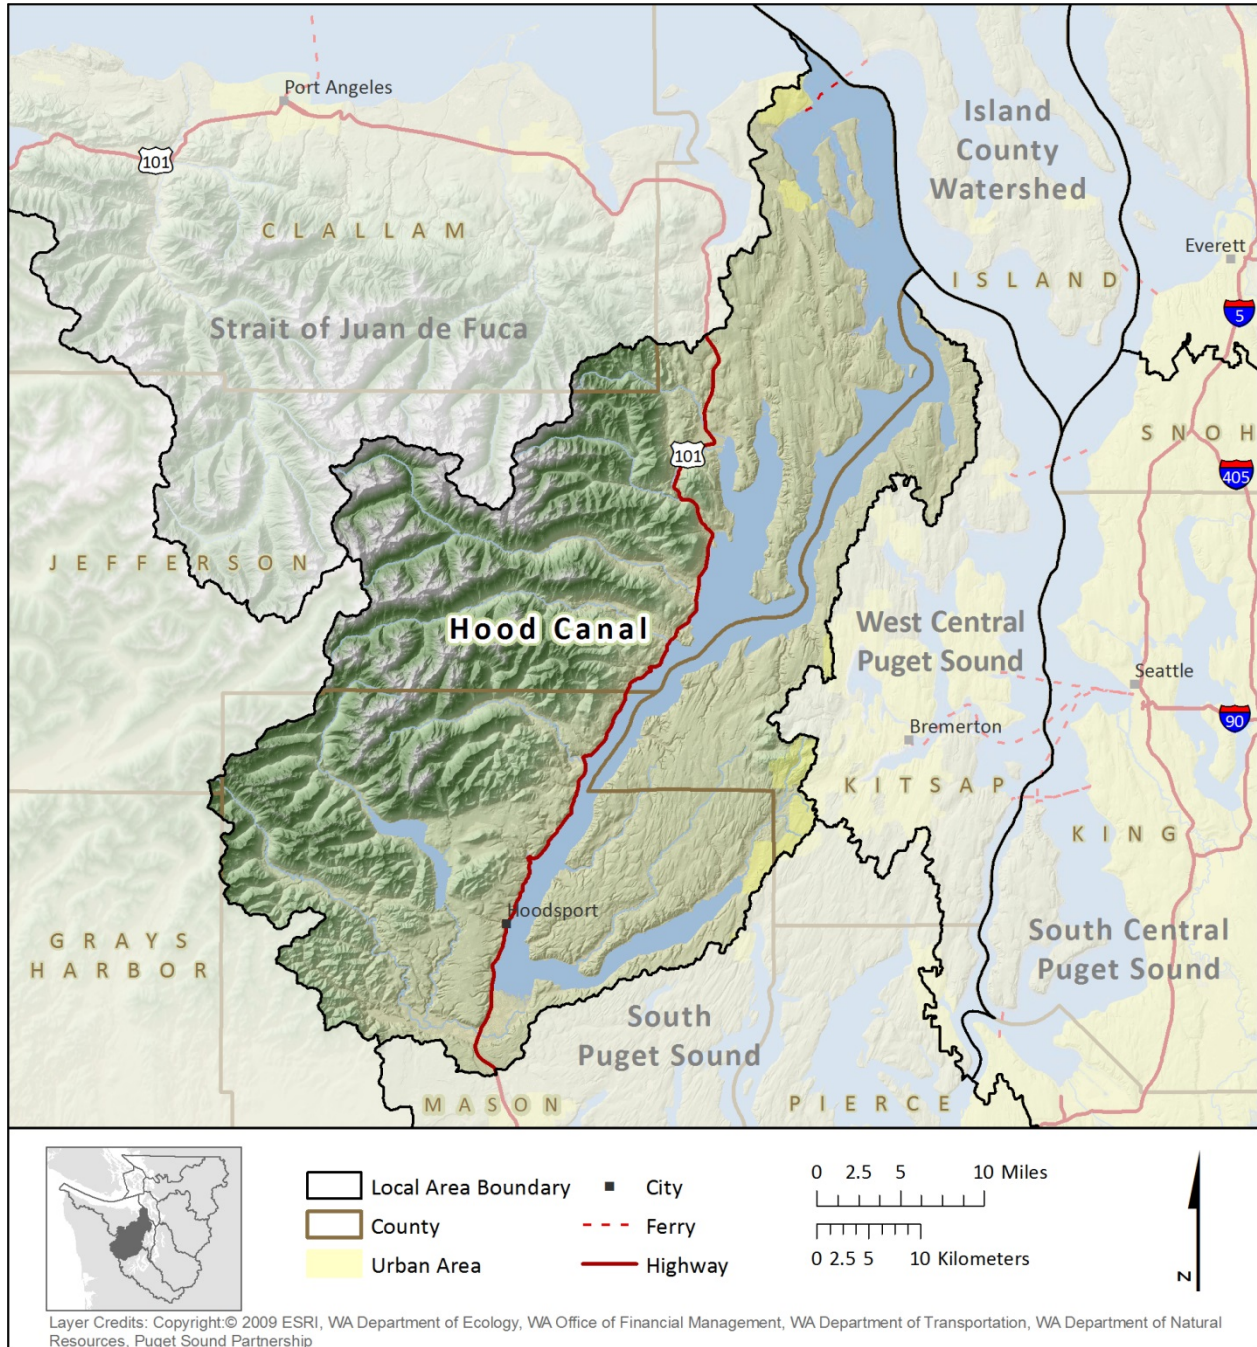 Port Angeles
101
Island
County
Watershed
CLALLAM
Everett
ISLAND
5
Strait of Juan de Fuca
SNOH
101
405
JEFFERSON
Hood Canal
West Central
Puget Sound
Seattle
90
Bremerton
KITSAP
KING
Hoodsport
GRAYS
HARBOR
South Central
Puget Sound
South
Puget Sound
MASON
PIERCE
Local Area Boundary
City
County
Ferry
Urban Area
Highway
0 2.5 5 10 Miles
0 2.5 5 10 Kilometers
N
Layer Credits: Copyright:© 2009 ESRI, WA Department of Ecology, WA Office of Financial Management, WA Department of Transportation, WA Department of Natural
Resources, Puget Sound Partnership